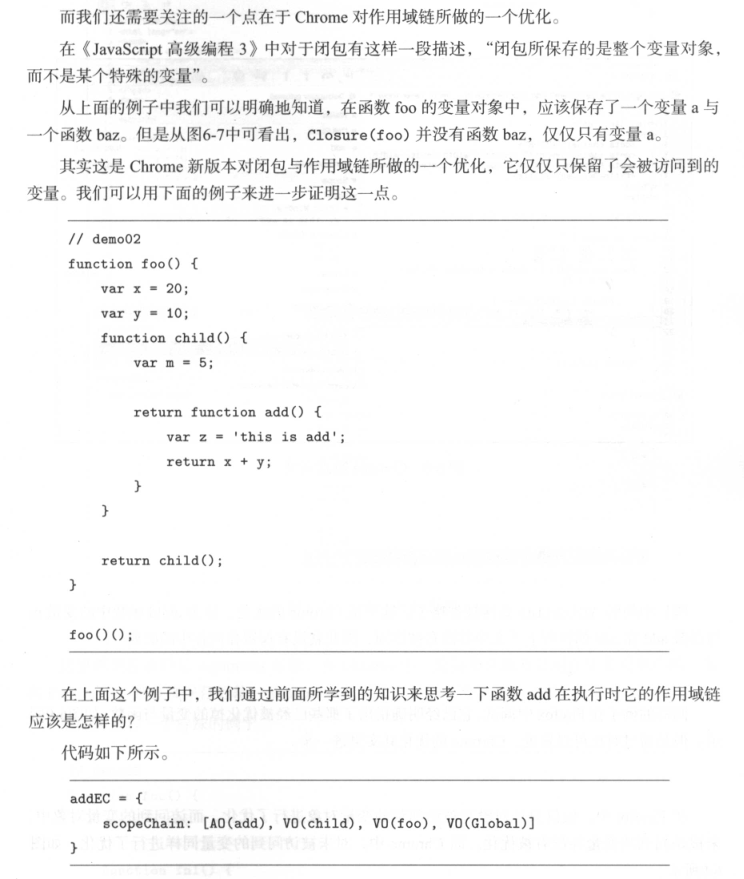 而我们还需要关注的一个点在于 Chrome 对作用域链所做的一个优化。
在《JavaScript 高级编程 3》中对于闭包有这样一段描述，“闭包所保存的是整个变量对象，
而不是某个特殊的变量”。
从上面的例子中我们可以明确地知道，在函数 foo 的变量对象中，应该保存了一个变量 a 与
一个函数 baz。但是从图6-7中可看出，Closure(foo) 并没有函数 baz，仅仅只有变量 a。
其实这是 Chrome 新版本对闭包与作用域链所做的一个优化，它仅仅只保留了会被访问到的
变量。我们可以用下面的例子来进一步证明这一点。
// demo02
function foo() {
    var x = 20;
    var y = 10;
    function child() {
        var m = 5;
        return function add() {
            var z = 'this is add';
            return x + y;
        }
    }
    return child();
}
foo()();
在上面这个例子中，我们通过前面所学到的知识来思考一下函数 add 在执行时它的作用域链
应该是怎样的？
代码如下所示。
addEC = {
    scopeChain: [AO(add), VO(child), VO(foo), VO(Global)]
}